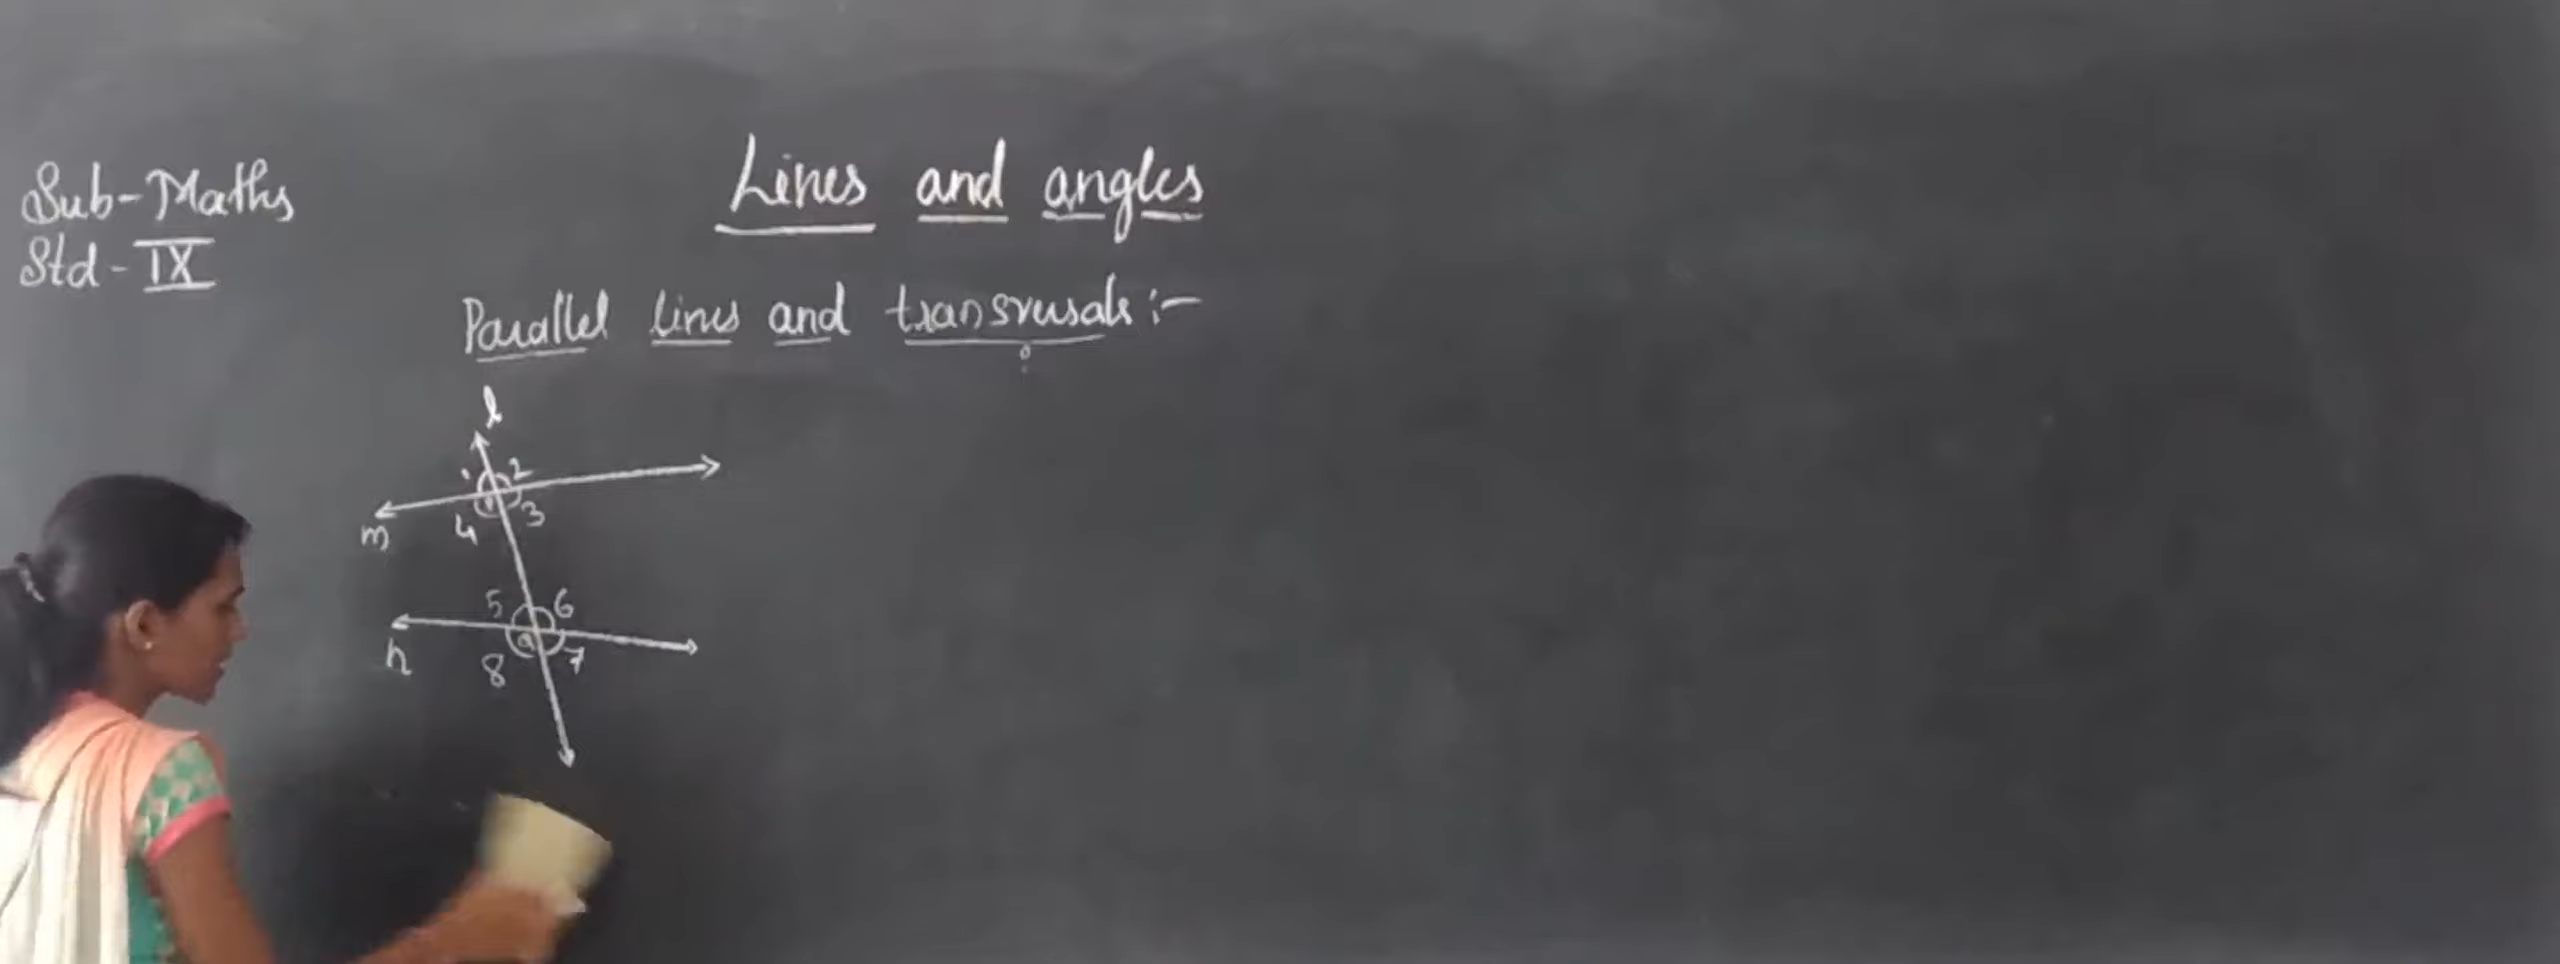 Sub-Maths
Std-IX
Lines and angles
Parallel lines and transversals:-
l
1 2
4 3
m
5 6
n
8 7